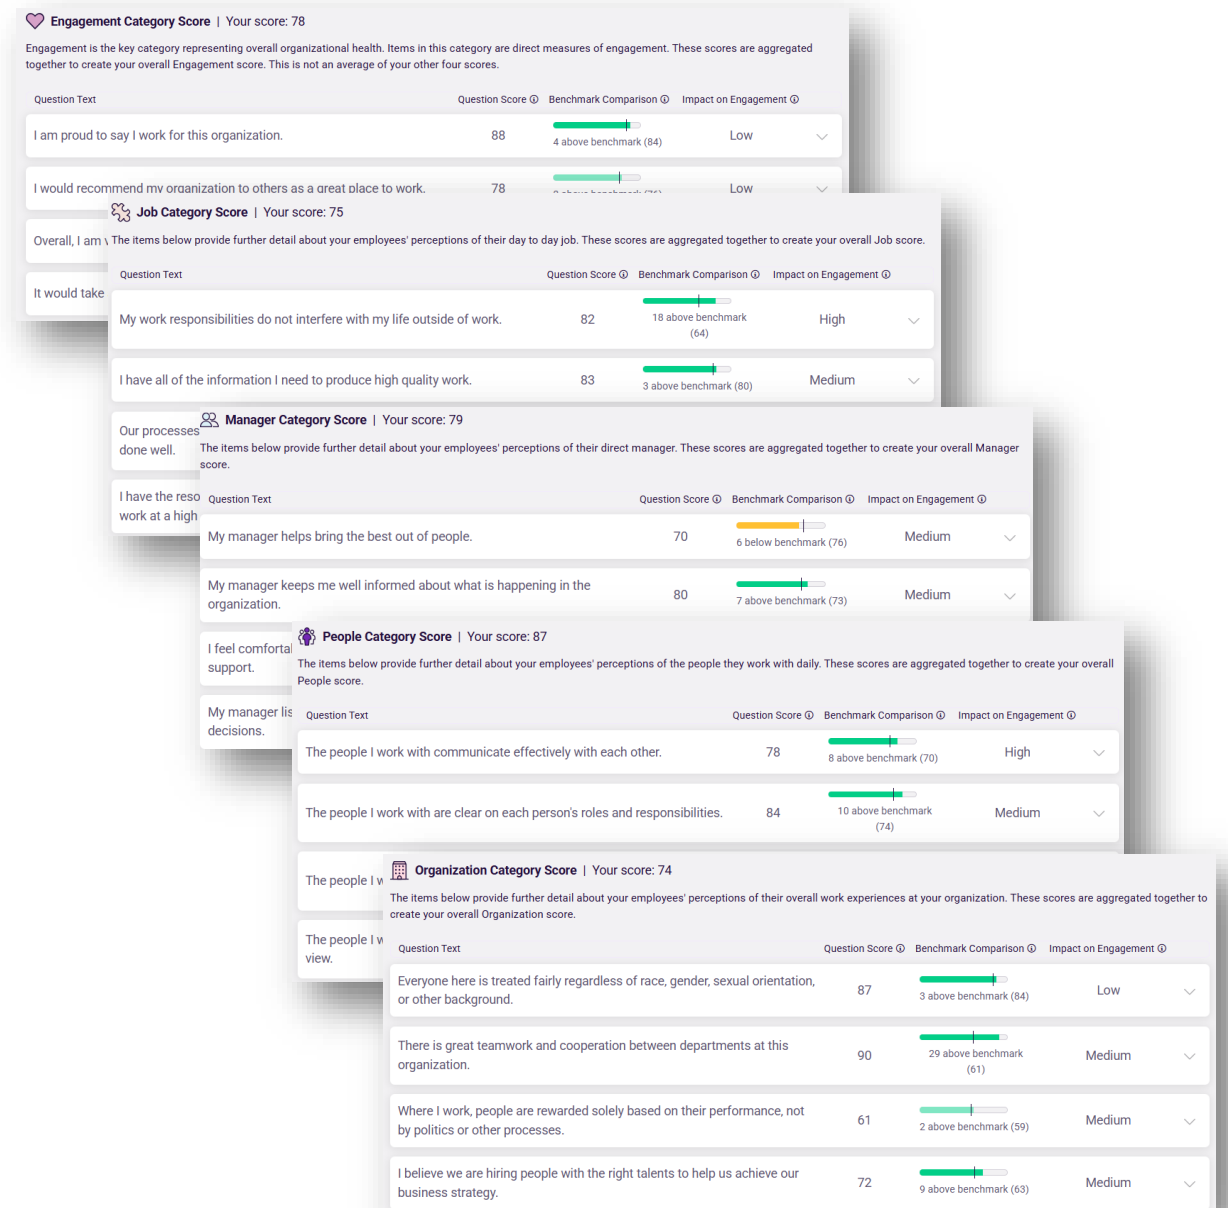 Engagement Category Score | Your score: 78
Engagement is the key category representing overall organizational health. Items in this category are direct measures of engagement. These scores are aggregated
together to create your overall Engagement score. This is not an average of your other four scores.
Question Text Question Score Benchmark Comparison Impact on Engagement
I am proud to say I work for this organization. 88 4 above benchmark (84) Low
I would recommend my organization to others as a great place to work. 78 Low
Overall, I am
It would take
Job Category Score | Your score: 75
The items below provide further detail about your employees' perceptions of their day to day job. These scores are aggregated together to create your overall Job score.
Question Text Question Score Benchmark Comparison Impact on Engagement
My work responsibilities do not interfere with my life outside of work. 82 18 above benchmark High
(64)
I have all of the information I need to produce high quality work. 83 3 above benchmark (80) Medium
Our processes
done well.
I have the
work at a high
Manager Category Score | Your score: 79
The items below provide further detail about your employees' perceptions of their direct manager. These scores are aggregated together to create your overall Manager
score.
Question Text Question Score Benchmark Comparison Impact on Engagement
My manager helps bring the best out of people. 70 6 below benchmark (76) Medium
My manager keeps me well informed about what is happening in the
organization. 80 7 above benchmark (73) Medium
I feel
support.
My manager
decisions.
People Category Score | Your score: 87
The items below provide further detail about your employees' perceptions of the people they work with daily. These scores are aggregated together to create your overall
People score.
Question Text Question Score Benchmark Comparison Impact on Engagement
The people I work with communicate effectively with each other. 78 8 above benchmark (70) High
The people I work with are clear on each person's roles and responsibilities. 84 10 above benchmark Medium
(74)
The people I
The people I
view.
Organization Category Score | Your score: 74
The items below provide further detail about your employees' perceptions of their overall work experiences at your organization. These scores are aggregated together to
create your overall Organization score.
Question Text Question Score Benchmark Comparison Impact on Engagement
Everyone here is treated fairly regardless of race, gender, sexual orientation,
or other background. 87 3 above benchmark (84) Low
There is great teamwork and cooperation between departments at this
organization. 90 29 above benchmark Medium
(61)
Where I work, people are rewarded solely based on their performance, not
by politics or other processes. 61 2 above benchmark (59) Medium
I believe we are hiring people with the right talents to help us achieve our
business strategy. 72 9 above benchmark (63) Medium